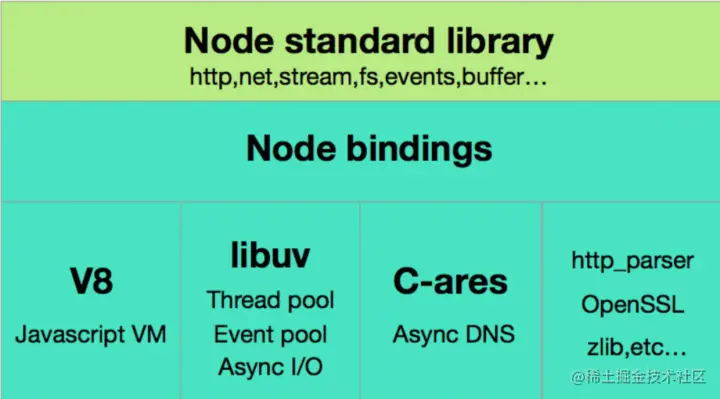 Node standard library
http,net,stream,fs,events,buffer…
Node bindings
V8
Javascript VM
libuv
Thread pool
Event pool
Async I/O
C-ares
Async DNS
http_parser
OpenSSL
zlib,etc…
@稀土掘金技术社区